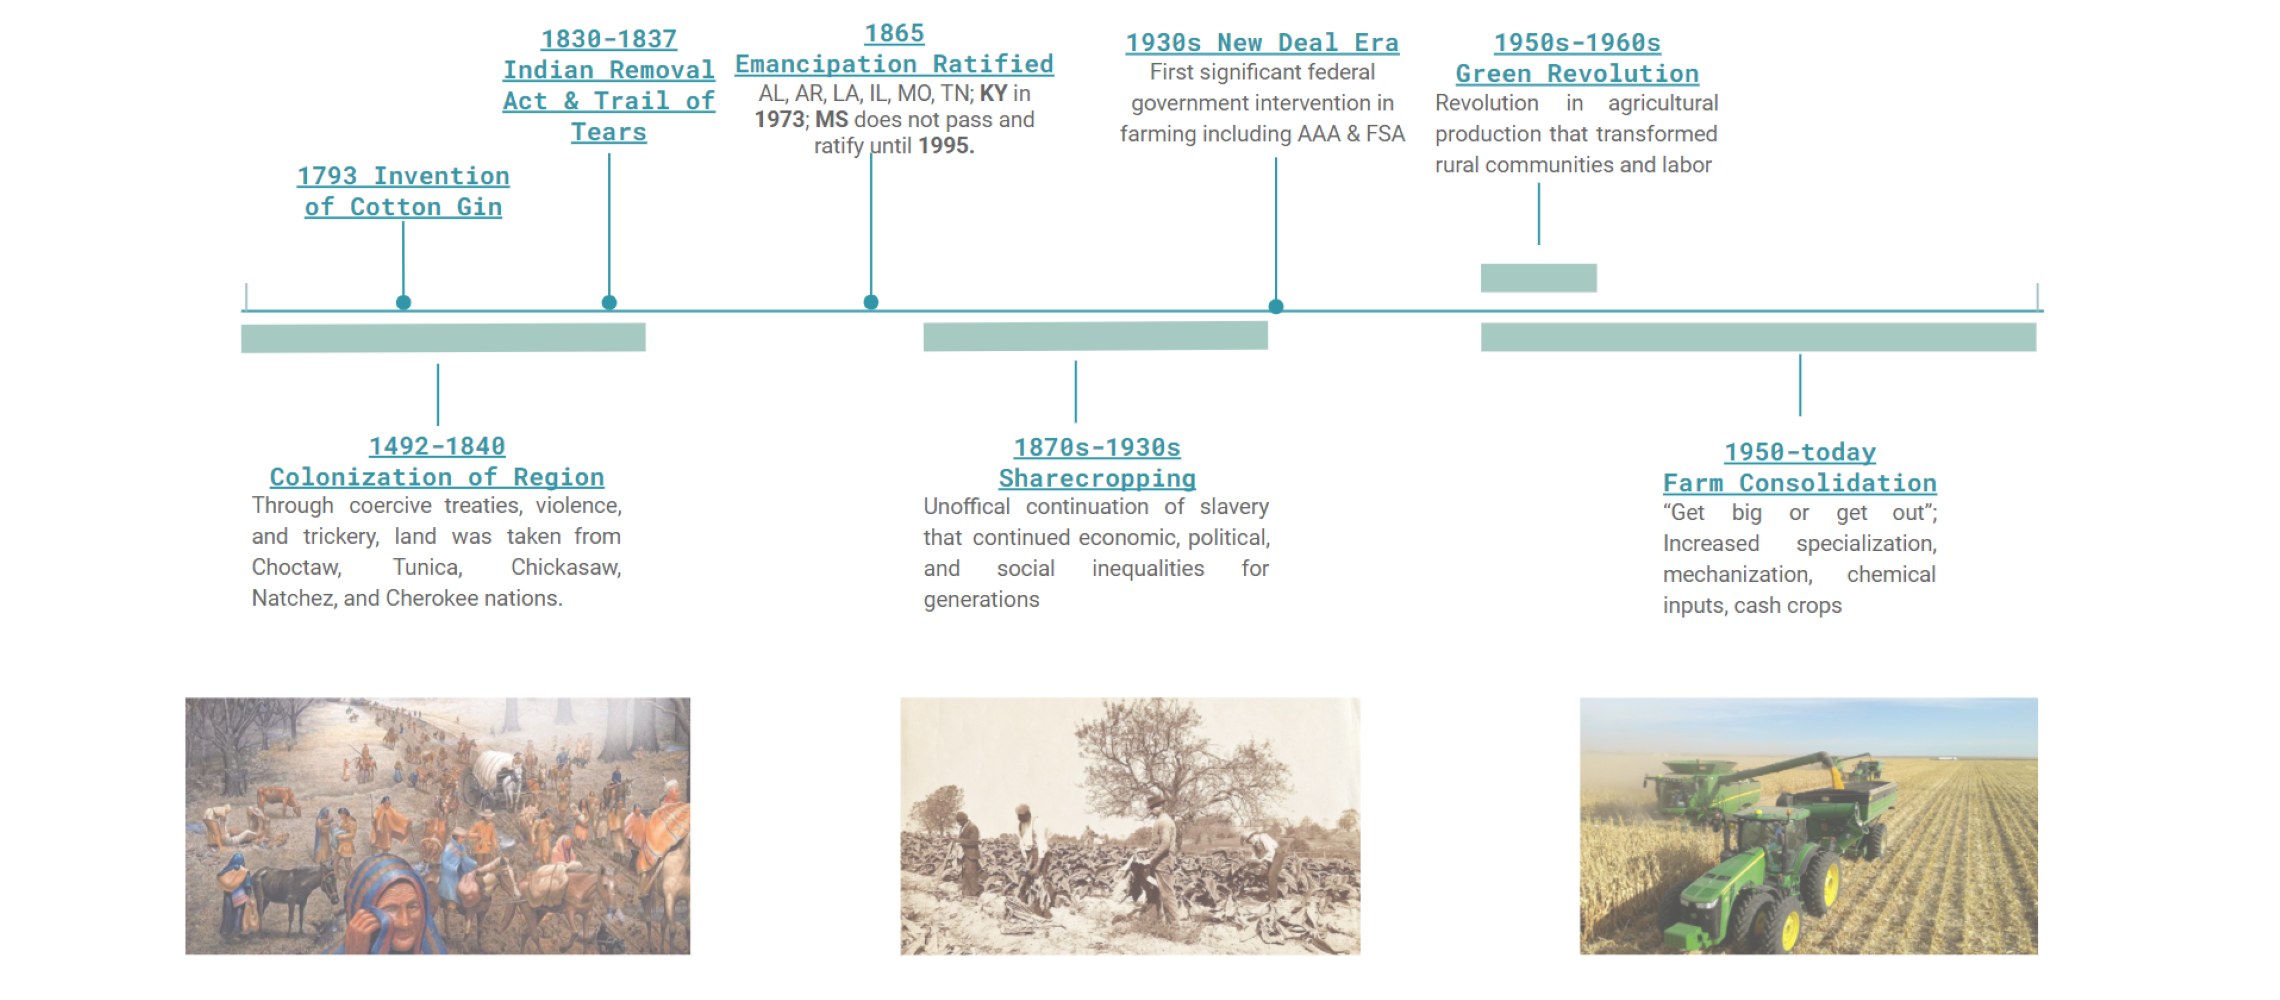 1793 Invention
of Cotton Gin
1830-1837
Indian Removal
Act & Trail of
Tears
1865
Emancipation Ratified
AL, AR, LA, IL, MO, TN; KY in
1973; MS does not pass and
ratify until 1995.
1930s New Deal Era
First significant federal
government intervention in
farming including AAA & FSA
1950s-1960s
Green Revolution
Revolution in agricultural
production that transformed
rural communities and labor
1492-1840
Colonization of Region
Through coercive treaties, violence,
and trickery, land was taken from
Choctaw, Tunica, Chickasaw,
Natchez, and Cherokee nations.
1870s-1930s
Sharecropping
Unoffical continuation of slavery
that continued economic, political,
and social inequalities for
generations
1950-today
Farm Consolidation
“Get big or get out”;
Increased specialization,
mechanization, chemical
inputs, cash crops